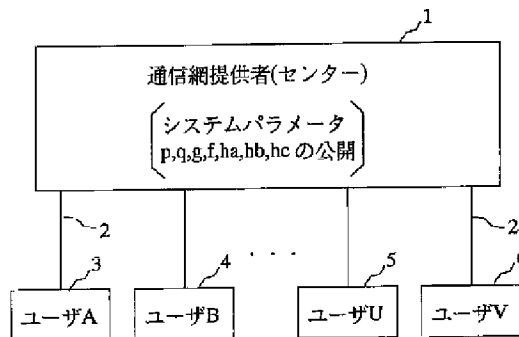 1
通信網提供者(センター)
システムパラメータ
p,q,g,f,ha,hb,hc の公開
2
2
3
4
. . .
5
ユーザA
ユーザB
ユーザU
ユーザV